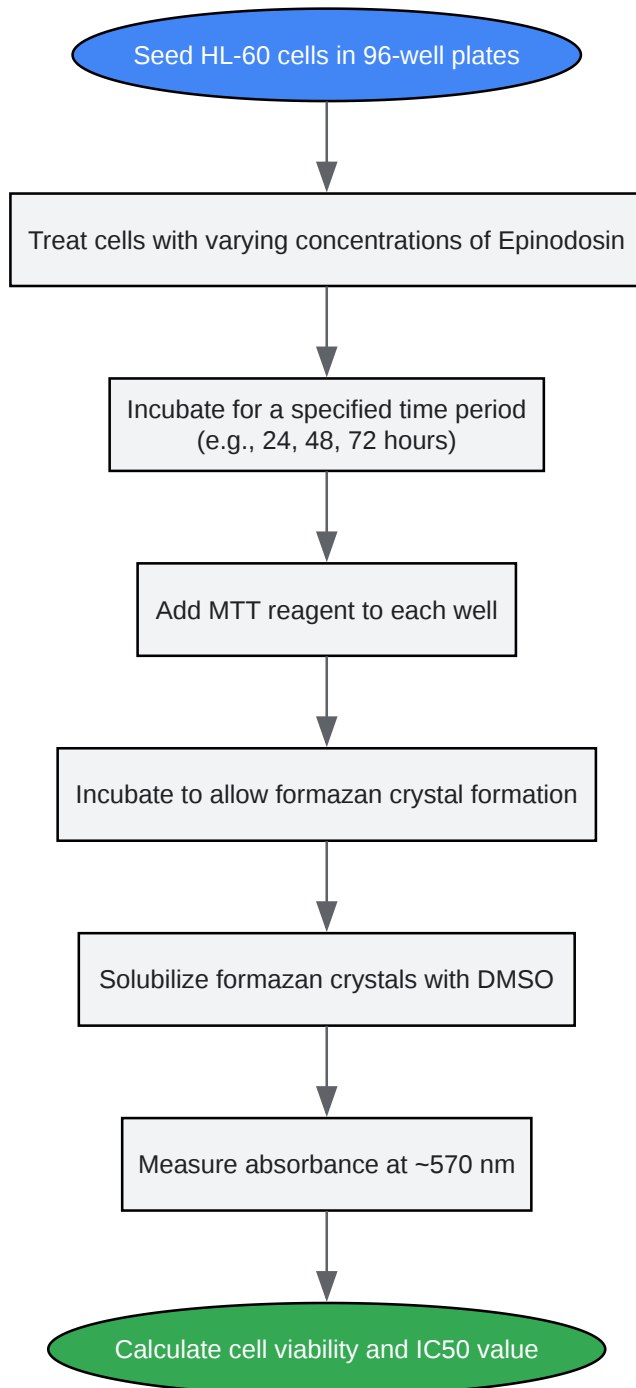 Seed HL-60 cells in 96-well plates
Treat cells with varying concentrations of Epinodosin
Incubate for a specified time period
(e.g., 24, 48, 72 hours)
Add MTT reagent to each well
Incubate to allow formazan crystal formation
Solubilize formazan crystals with DMSO
Measure absorbance at ~570 nm
Calculate cell viability and IC50 value